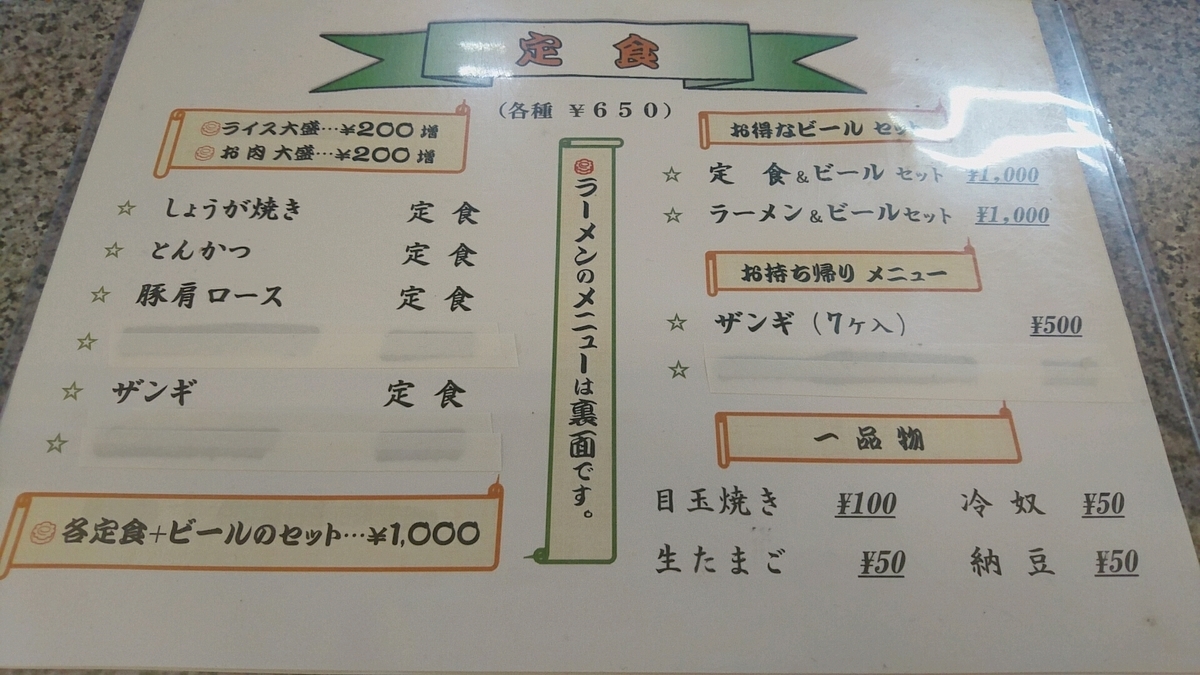 定食
(各種 ¥650)
ライス大盛…¥200増
お肉大盛…¥200増
☆ しょうが焼き 定食
☆ とんかつ 定食
☆ 豚肩ロース 定食
☆
☆ ザンギ 定食
☆
各定食+ビールのセット…¥1,000
ラーメンのメニューは裏面です。
お得なビール セット
☆ 定食&ビール セット ¥1,000
☆ ラーメン&ビールセット ¥1,000
お持ち帰り メニュー
☆ ザンギ (7ケ入) ¥500
☆
一品物
目玉焼き ¥100 冷奴 ¥50
生たまご ¥50 納豆 ¥50